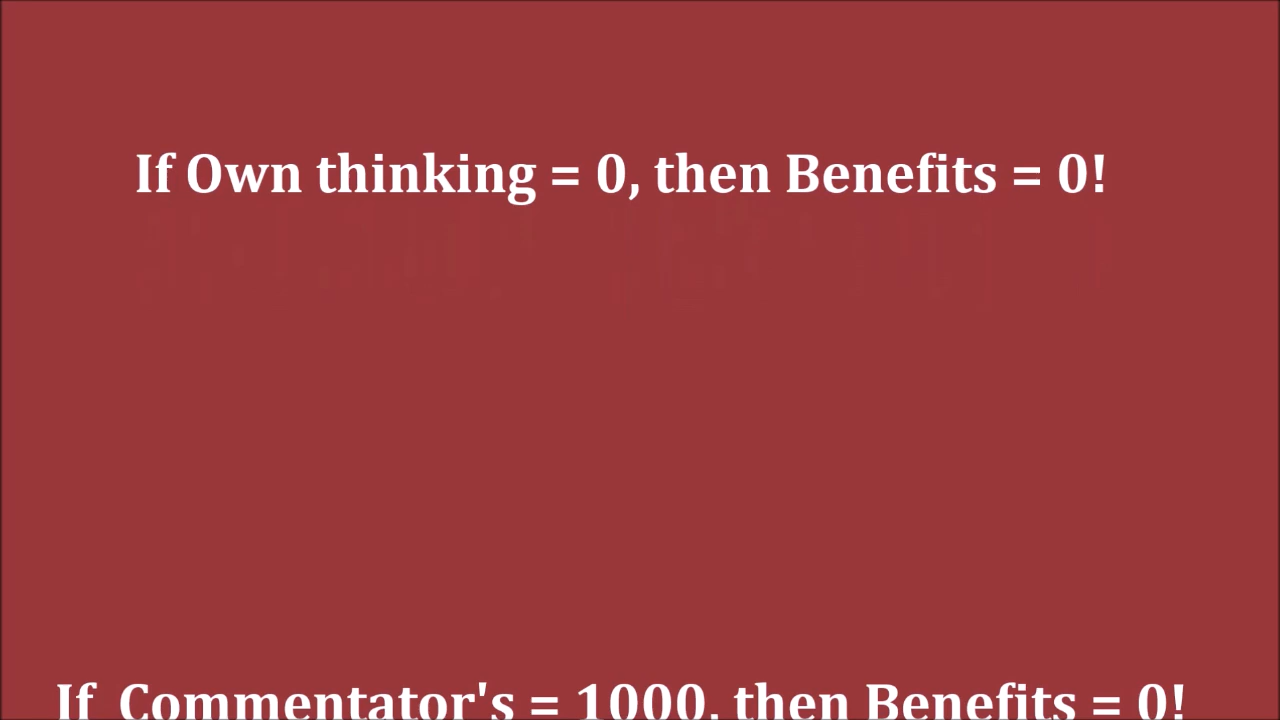 If Own thinking = 0, then Benefits = 0!
If Commentator's = 1000, then Benefits = 0!